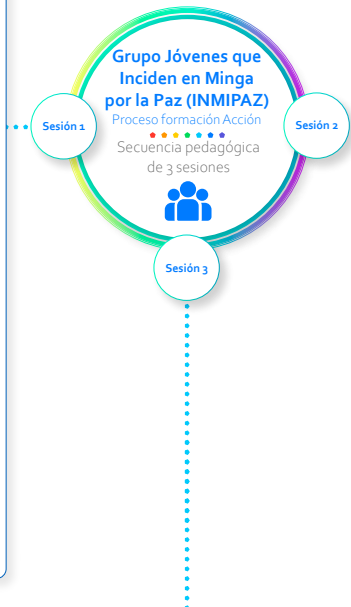 Grupo Jóvenes que
Inciden en Minga
por la Paz (INMIPAZ)
Proceso formación Acción
Secuencia pedagógica
de 3 sesiones
Sesión 1
Sesión 2
Sesión 3